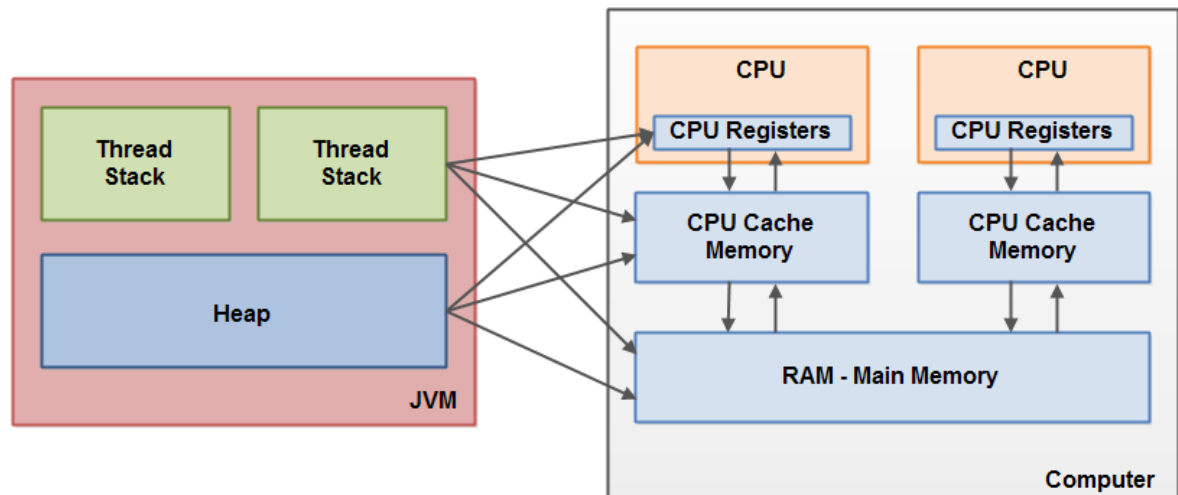 Thread
Stack
Thread
Stack
Heap
JVM
CPU
CPU Registers
CPU Cache
Memory
CPU
CPU Registers
CPU Cache
Memory
RAM - Main Memory
Computer